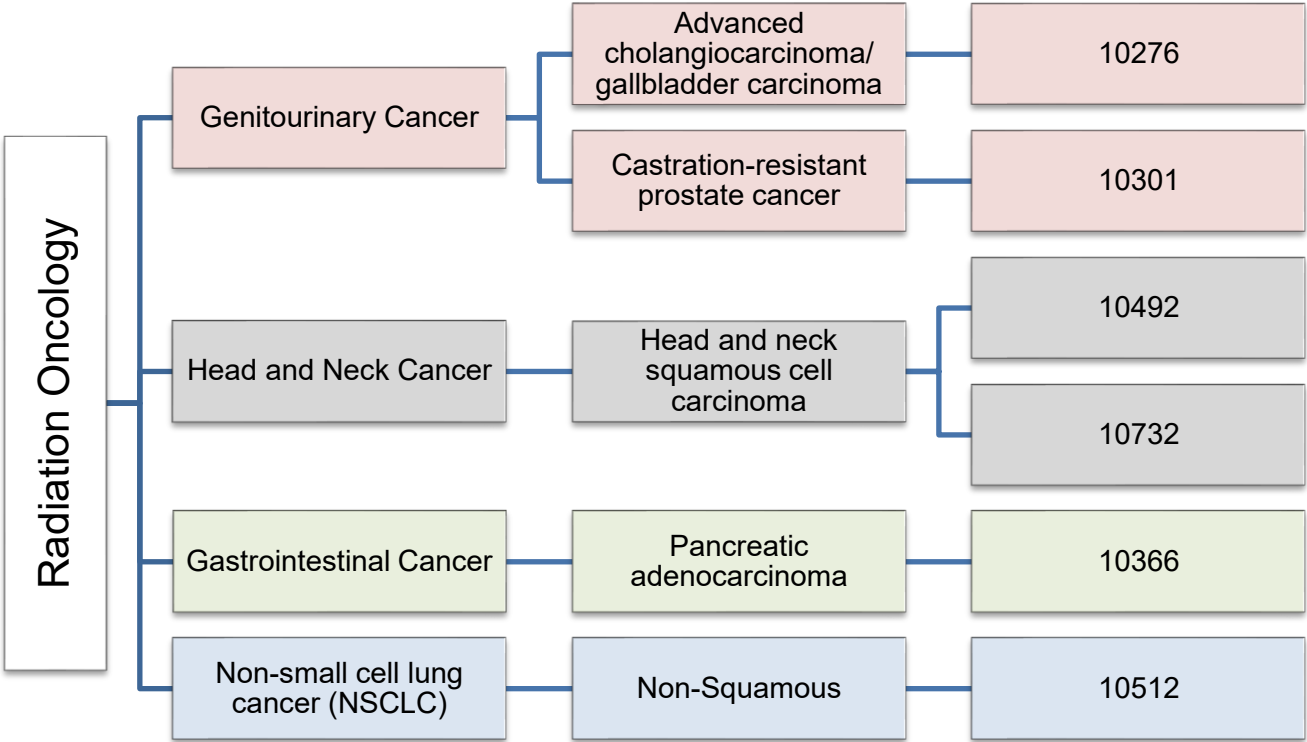 Radiation Oncology
Genitourinary Cancer
Advanced
cholangiocarcinoma/
gallbladder carcinoma
10276
Castration-resistant
prostate cancer
10301
Head and Neck Cancer
Head and neck
squamous cell
carcinoma
10492
10732
Gastrointestinal Cancer
Pancreatic
adenocarcinoma
10366
Non-small cell lung
cancer (NSCLC)
Non-Squamous
10512